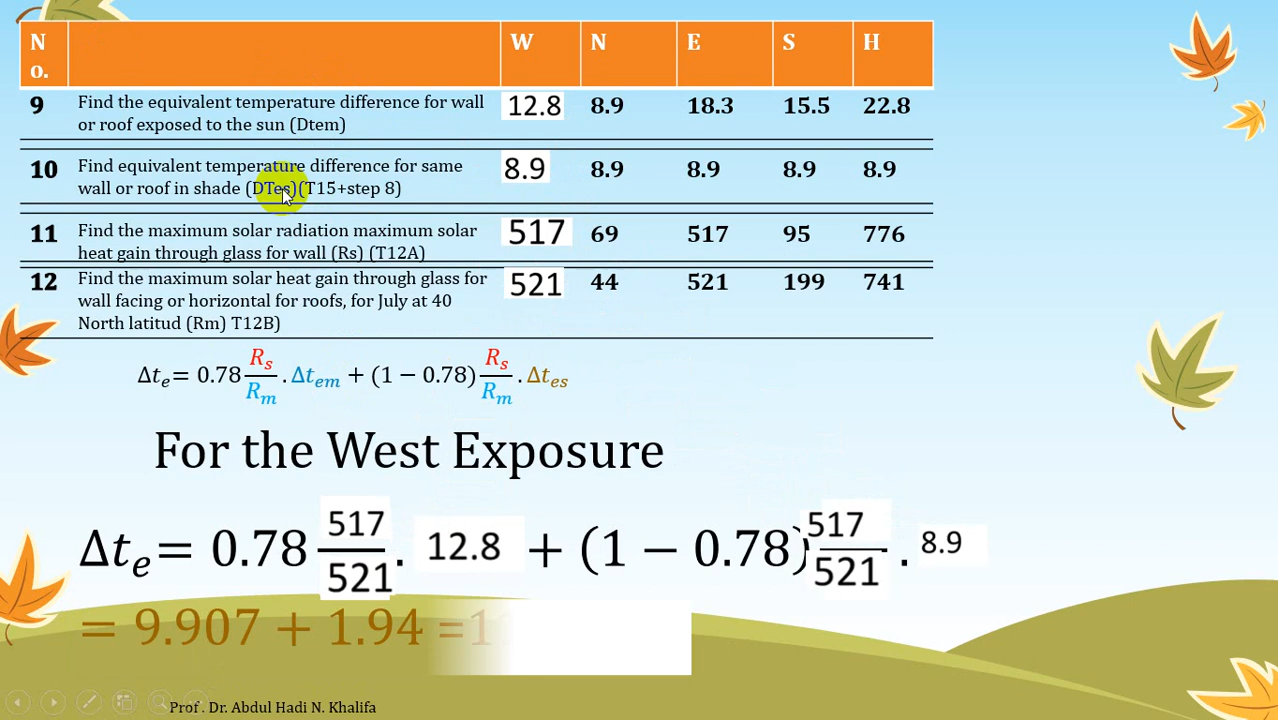 N W N E S H
o.
9 Find the equivalent temperature difference for wall 12.8 8.9 18.3 15.5 22.8
or roof exposed to the sun (Dtem)
10 Find equivalent temperature difference for same 8.9 8.9 8.9 8.9 8.9
wall or roof in shade (DTes)(T15+step 8)
11 Find the maximum solar radiation maximum solar 517 69 517 95 776
heat gain through glass for wall (Rs) (T12A)
12 Find the maximum solar heat gain through glass for 521 44 521 199 741
wall facing or horizontal for roofs, for July at 40
North latitud (Rm) T12B)
Δte= 0.78 Rs/Rm . Δtem + (1 − 0.78) Rs/Rm . Δtes
For the West Exposure
Δte= 0.78 517/521 . 12.8 + (1 − 0.78) 517/521 . 8.9
= 9.907 + 1.94 =1
Prof . Dr. Abdul Hadi N. Khalifa